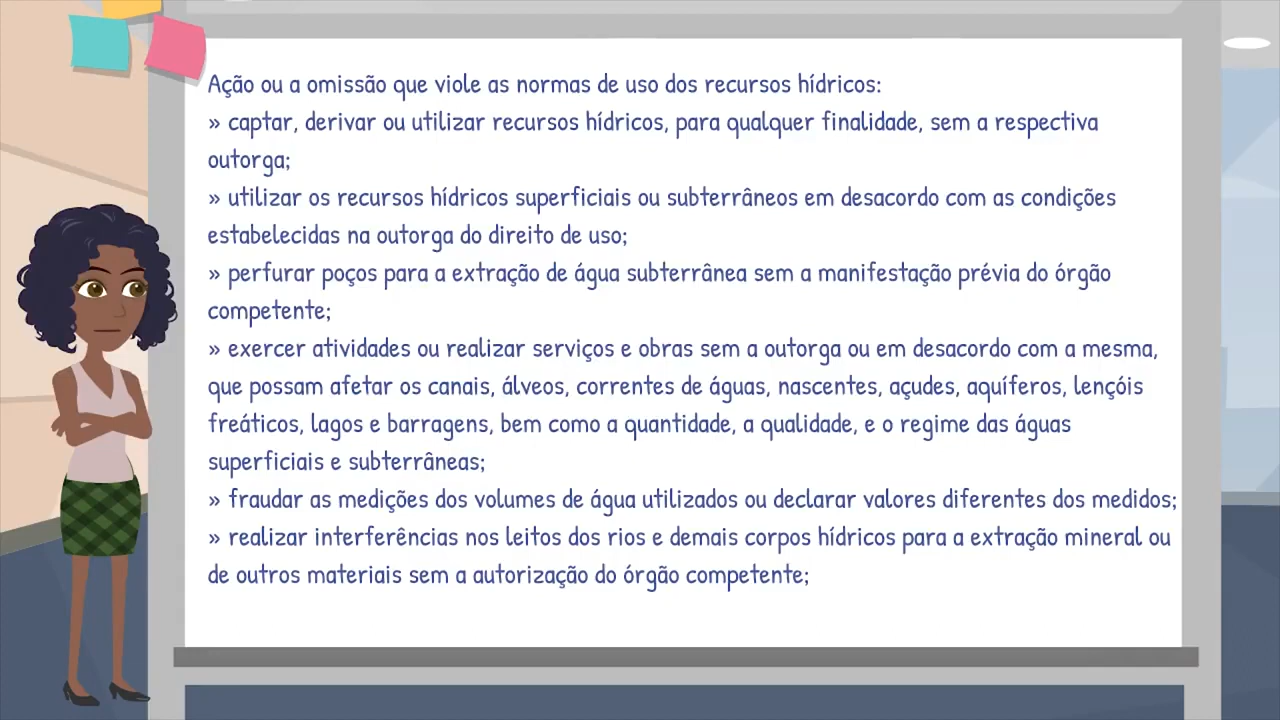 Ação ou a omissão que viole as normas de uso dos recursos hídricos:
» captar, derivar ou utilizar recursos hídricos, para qualquer finalidade, sem a respectiva
outorga;
» utilizar os recursos hídricos superficiais ou subterrâneos em desacordo com as condições
estabelecidas na outorga do direito de uso;
» perfurar poços para a extração de água subterrânea sem a manifestação prévia do órgão
competente;
» exercer atividades ou realizar serviços e obras sem a outorga ou em desacordo com a mesma,
que possam afetar os canais, álveos, correntes de águas, nascentes, açudes, aquíferos, lençóis
freáticos, lagos e barragens, bem como a quantidade, a qualidade, e o regime das águas
superficiais e subterrâneas;
» fraudar as medições dos volumes de água utilizados ou declarar valores diferentes dos medidos;
» realizar interferências nos leitos dos rios e demais corpos hídricos para a extração mineral ou
de outros materiais sem a autorização do órgão competente;